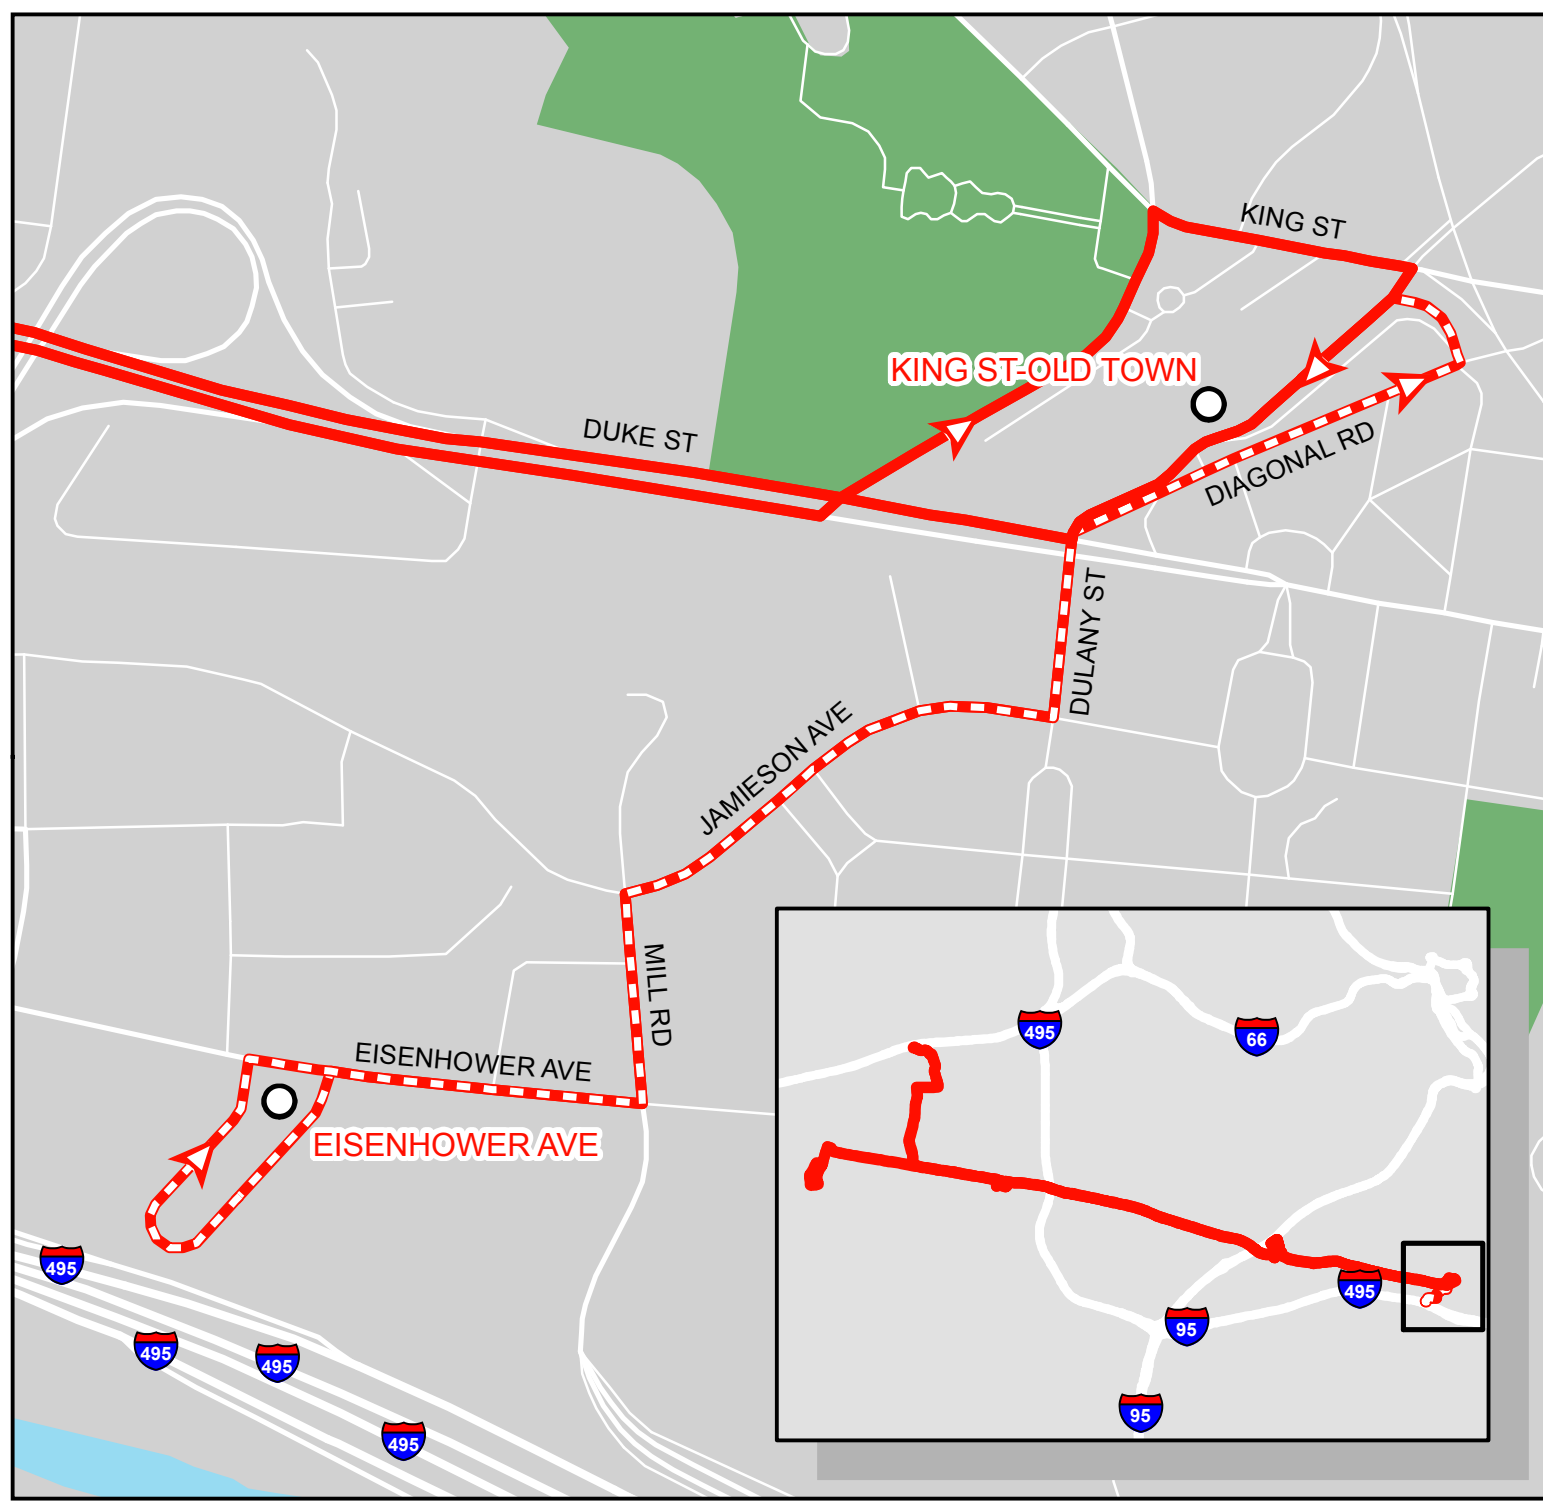 KING ST
KING ST-OLD TOWN
DUKE ST
DIAGONAL RD
DULANY ST
JAMIESON AVE
MILL RD
EISENHOWER AVE
EISENHOWER AVE
495
495
495
495
495
66
495
95
95